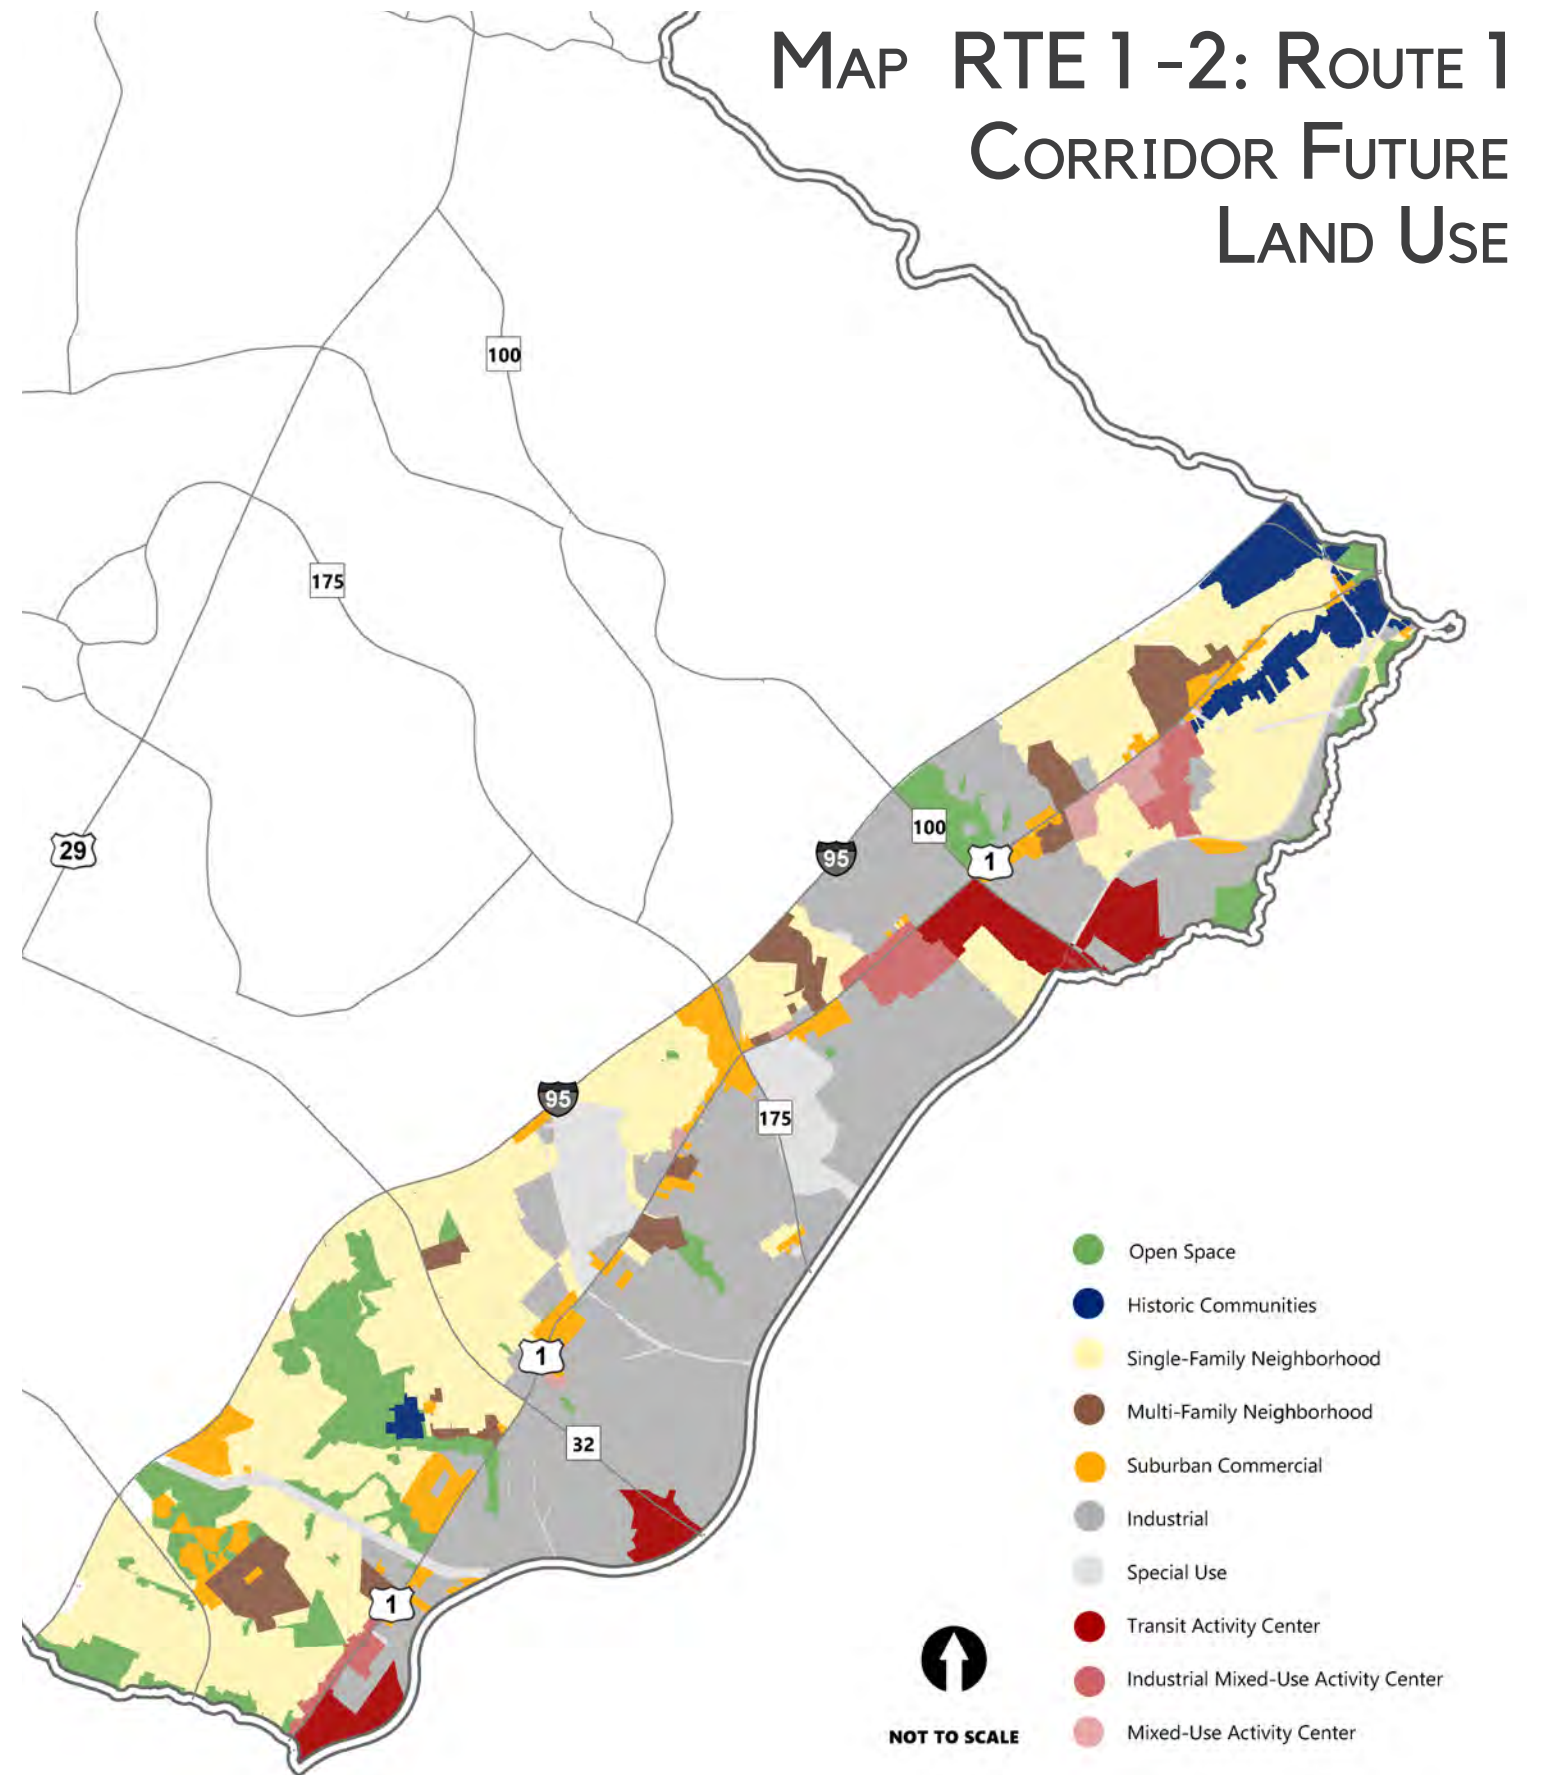 MAP RTE 1 -2: ROUTE 1
CORRIDOR FUTURE
LAND USE
100
175
29
100
95
1
95
175
1
32
1
Open Space
Historic Communities
Single-Family Neighborhood
Multi-Family Neighborhood
Suburban Commercial
Industrial
Special Use
Transit Activity Center
Industrial Mixed-Use Activity Center
Mixed-Use Activity Center
NOT TO SCALE